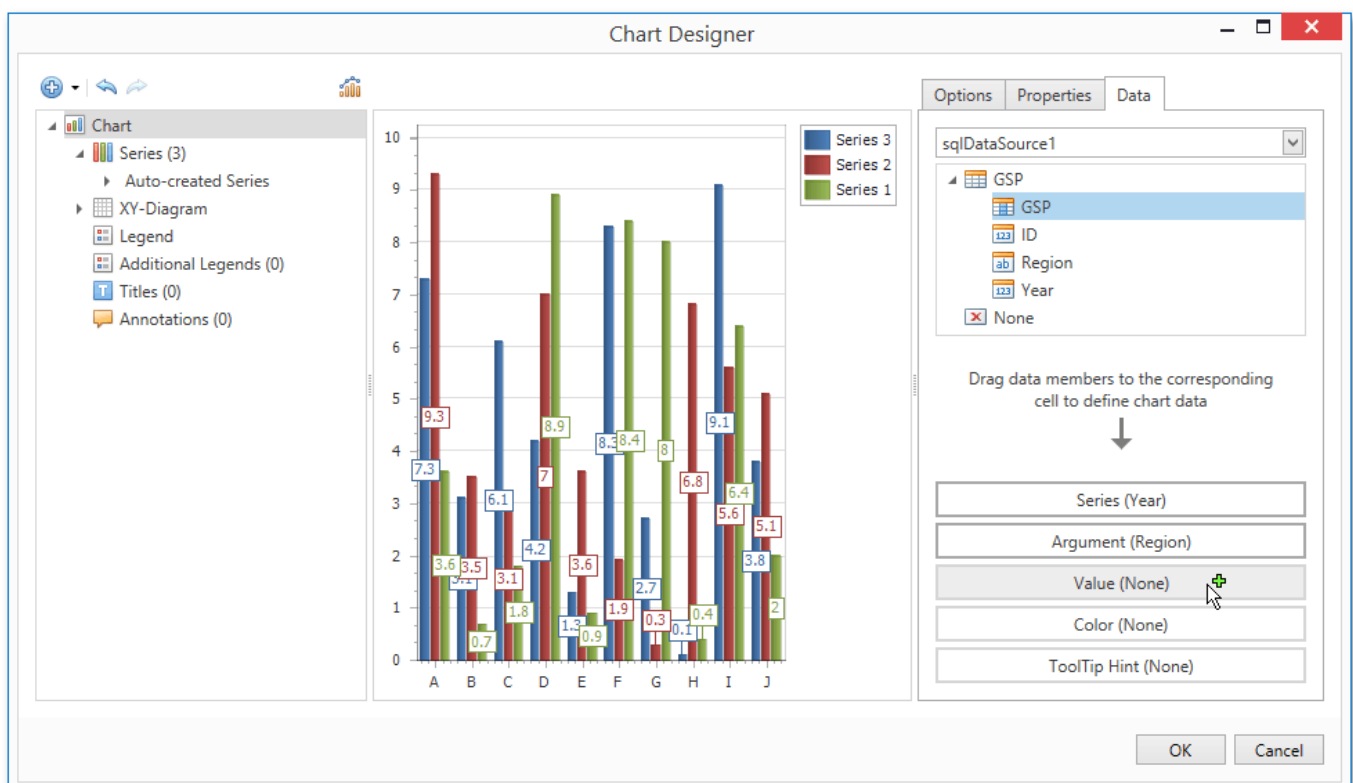 Chart Designer
Options Properties Data
Chart
Series (3)
Auto-created Series
XY-Diagram
Legend
Additional Legends (0)
Titles (0)
Annotations (0)
10
9
8
7
6
5
4
3
2
1
0
A B C D E F G H I J
7.3
9.3
3.6
3.1
3.5
0.7
6.1
3.1
1.8
4.2
7
8.9
1.3
3.6
0.9
8.3
1.9
8.4
2.7
0.3
8
0.1
6.8
0.4
9.1
5.6
6.4
3.8
5.1
2
Series 3
Series 2
Series 1
sqlDataSource1
GSP
GSP
123 ID
ab Region
123 Year
None
Drag data members to the corresponding
cell to define chart data
Series (Year)
Argument (Region)
Value (None)
Color (None)
ToolTip Hint (None)
OK Cancel